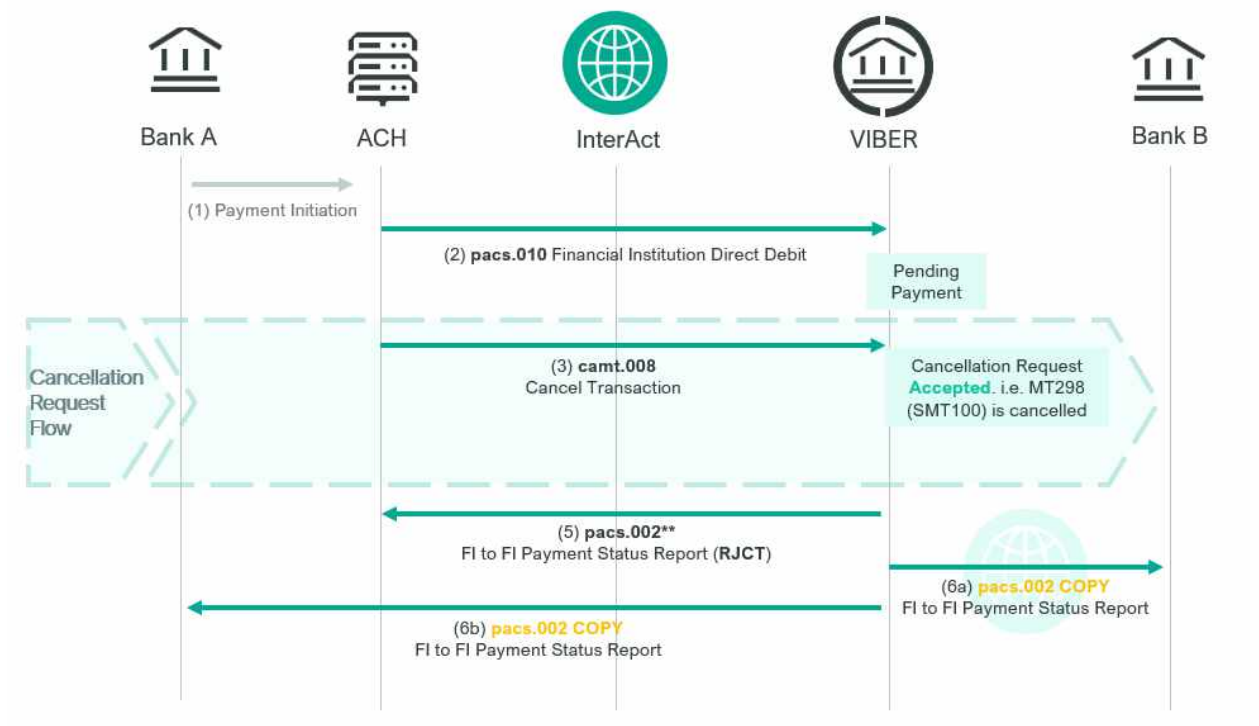 Bank A
ACH
InterAct
VIBER
Bank B
(1) Payment Initiation
(2) pacs.010 Financial Institution Direct Debit
Pending
Payment
Cancellation
Request
Flow
(3) camt.008
Cancel Transaction
Cancellation Request
Accepted. i.e. MT298
(SMT100) is cancelled
(5) pacs.002**
FI to FI Payment Status Report (RJCT)
(6a) pacs.002 COPY
FI to FI Payment Status Report
(6b) pacs.002 COPY
FI to FI Payment Status Report